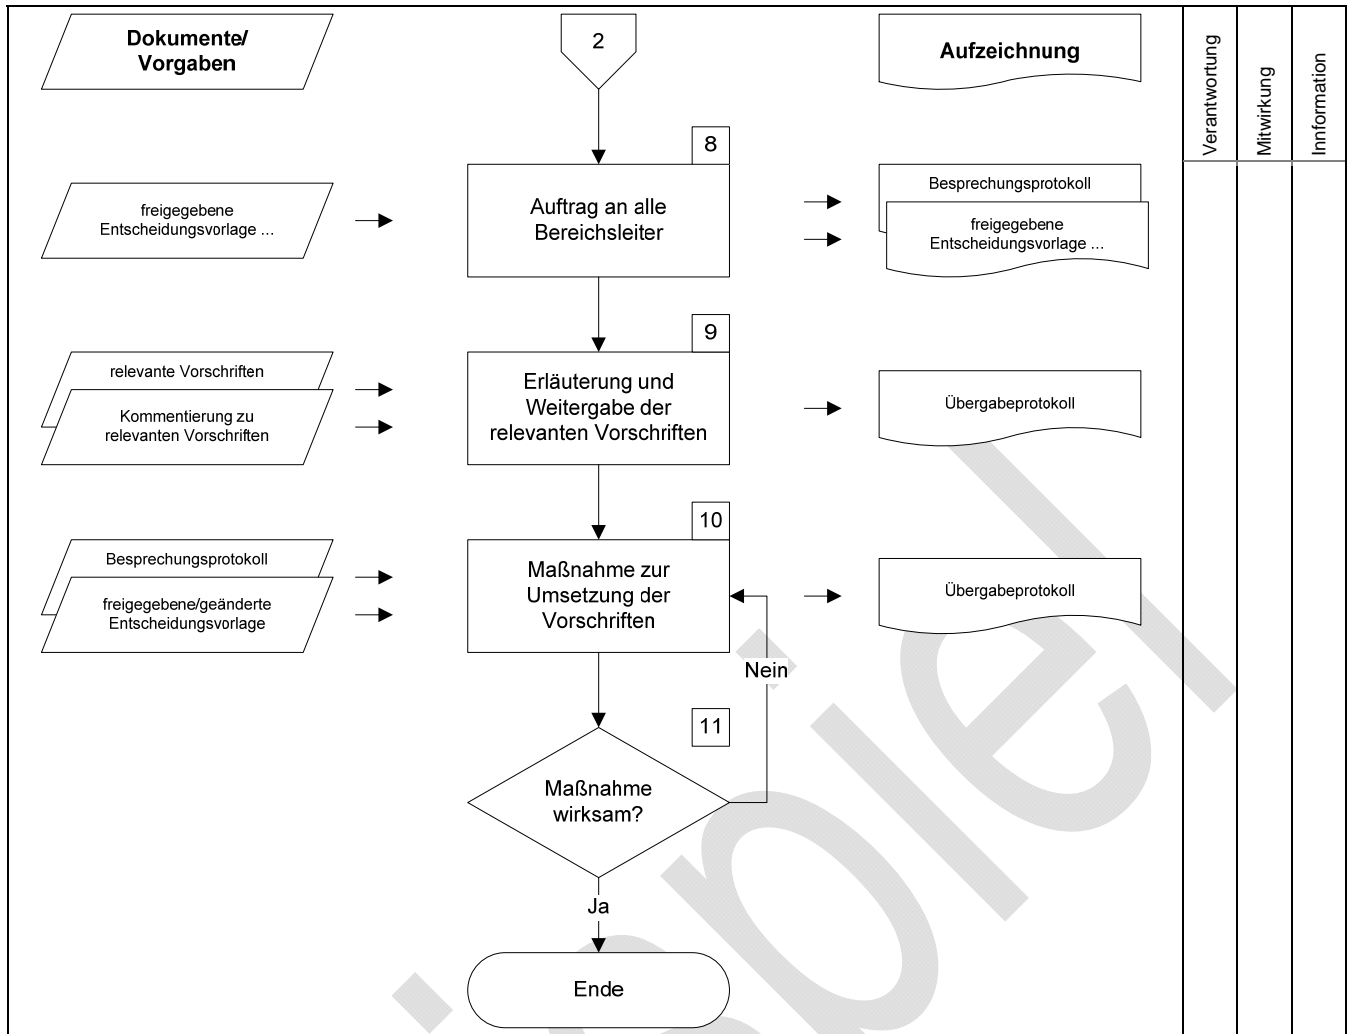 Dokumente/
Vorgaben
2
Aufzeichnung
Verantwortung
Mitwirkung
Innformation
8
freigegebene
Entscheidungsvorlage ...
Auftrag an alle
Bereichsleiter
Besprechungsprotokoll
freigegebene
Entscheidungsvorlage ...
9
relevante Vorschriften
Kommentierung zu
relevanten Vorschriften
Erläuterung und
Weitergabe der
relevanten Vorschriften
Übergabeprotokoll
10
Besprechungsprotokoll
freigegebene/geänderte
Entscheidungsvorlage
Maßnahme zur
Umsetzung der
Vorschriften
Übergabeprotokoll
Nein
11
Maßnahme
wirksam?
Ja
Ende